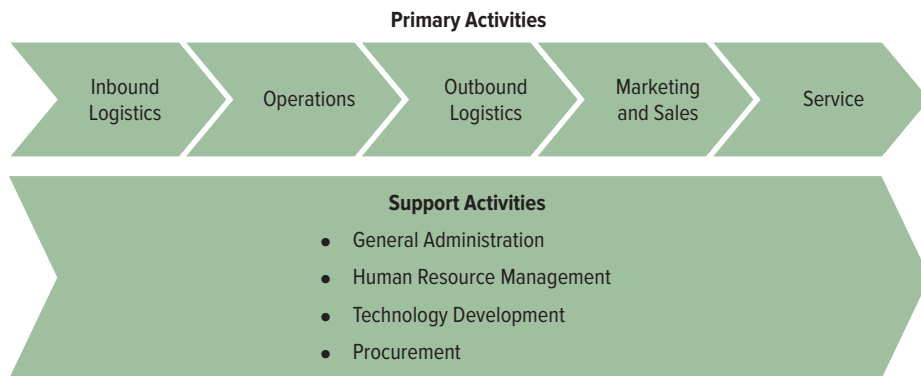 Primary Activities
Inbound
Logistics
Operations
Outbound
Logistics
Marketing
and Sales
Service
Support Activities
● General Administration
● Human Resource Management
● Technology Development
● Procurement